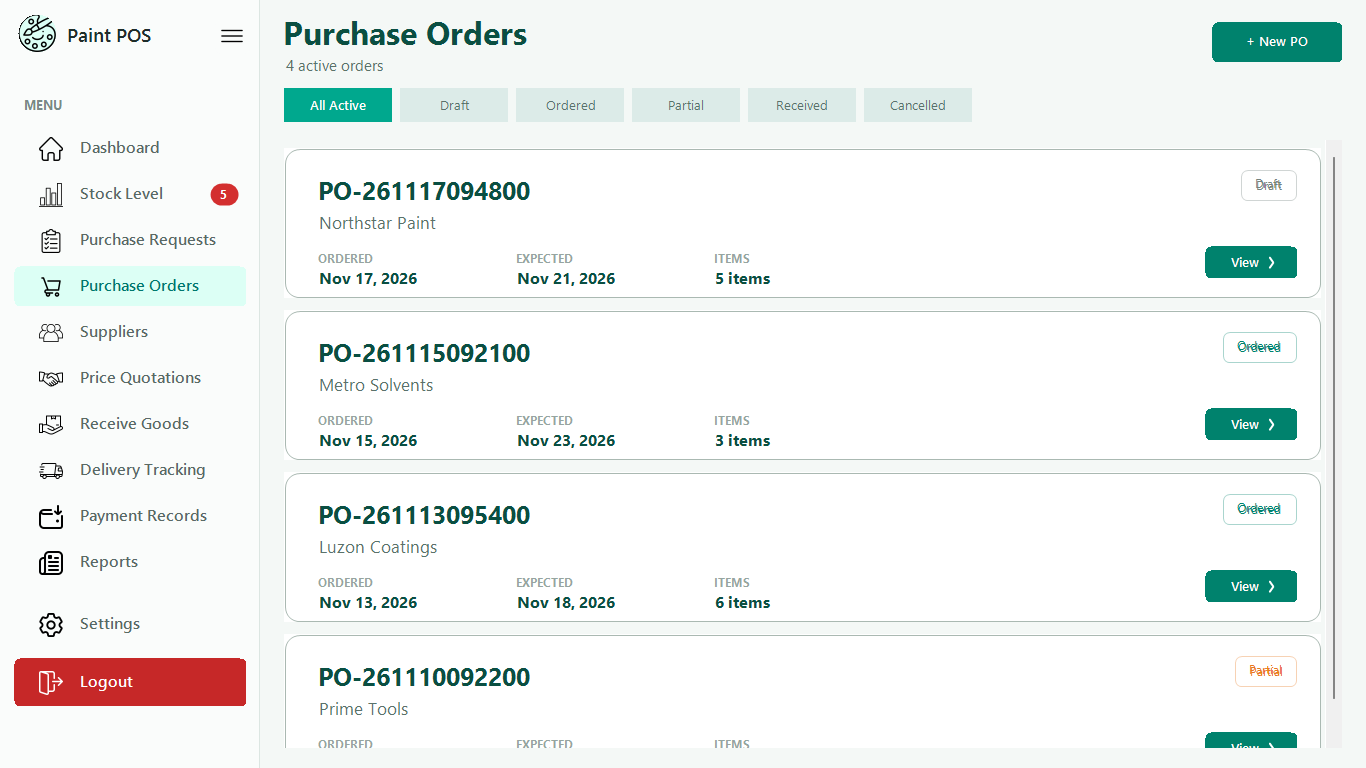 Paint POS
MENU
Dashboard
Stock Level 5
Purchase Requests
Purchase Orders
Suppliers
Price Quotations
Receive Goods
Delivery Tracking
Payment Records
Reports
Settings
Logout
Purchase Orders
4 active orders
+ New PO
All Active Draft Ordered Partial Received Cancelled
PO-261117094800 Draft
Northstar Paint
ORDERED EXPECTED ITEMS
Nov 17, 2026 Nov 21, 2026 5 items
View ❯
PO-261115092100 Ordered
Metro Solvents
ORDERED EXPECTED ITEMS
Nov 15, 2026 Nov 23, 2026 3 items
View ❯
PO-261113095400 Ordered
Luzon Coatings
ORDERED EXPECTED ITEMS
Nov 13, 2026 Nov 18, 2026 6 items
View ❯
PO-261110092200 Partial
Prime Tools
ORDERED EXPECTED ITEMS
View ❯